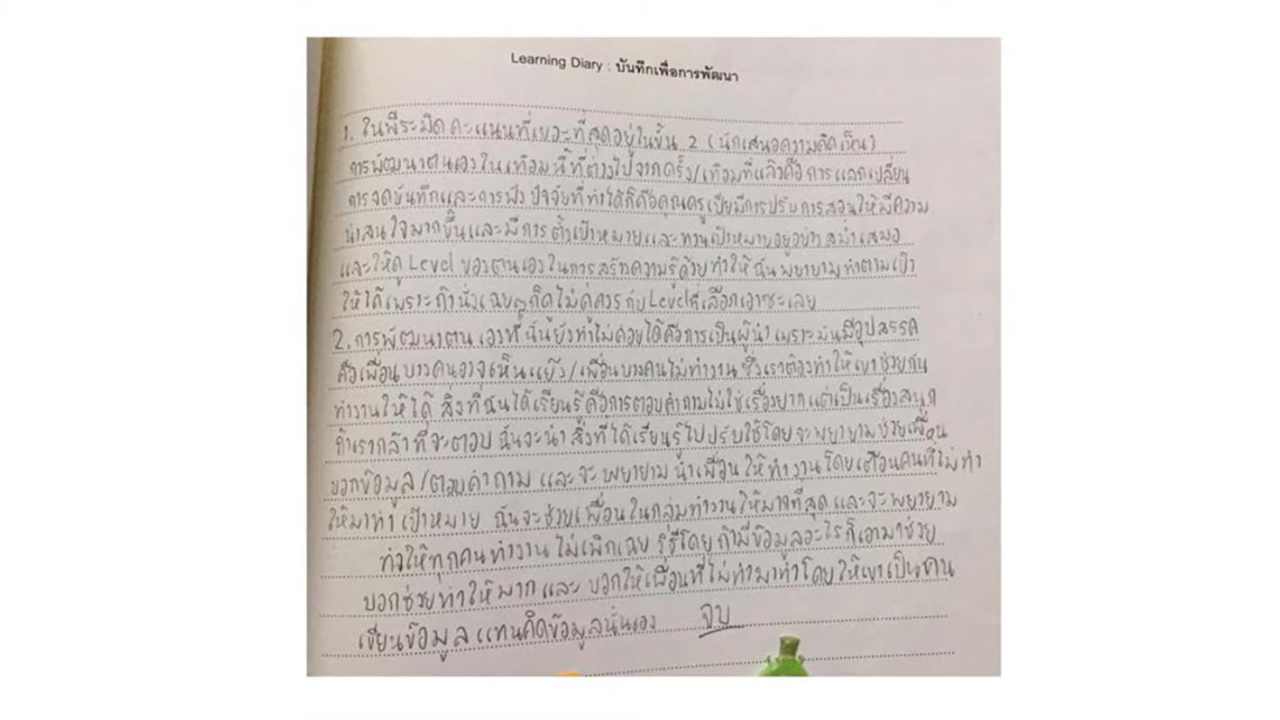 Learning Diary : บันทึกเพื่อการพัฒนา
1. ในพีระมิด คะแนนที่เยอะที่สุดอยู่ในขั้น 2 (นักเสนอความคิดเห็น)
การพัฒนาตนเองในเทอมนี้ที่ต่างไปจากครั้ง/เทอมที่แล้วคือ การแลกเปลี่ยน
การจดบันทึกและการฟัง ปัจจัยที่ทำได้ก็คือคุณครูเปียมีการปรับการสอนให้มีความ
น่าสนใจมากขึ้นและมีการตั้งเป้าหมายและทวนเป้าหมายอยู่อย่างสม่ำเสมอ
และให้ดู Level ของตนเองในการสร้างความรู้ด้วยทำให้ฉันพยายามทำตามเป้า
ให้ได้เพราะถ้านั่งเฉยๆก็ดูไม่คู่ควรกับLevelที่เลือกเอาซะเลย
2. การพัฒนาตนเองที่ฉันยังทำไม่ค่อยได้คือการเป็นผู้นำ เพราะมันมีอุปสรรค
คือเพื่อนบางคนอาจเห็นแย้ง/เพื่อนบางคนไม่ทำงาน ซึ่งเราต้องทำให้เขาช่วยกัน
ทำงานให้ได้ สิ่งที่ฉันได้เรียนรู้คือการตอบคำถามไม่ใช่เรื่องยาก แต่เป็นเรื่องสนุก
ถ้าเรากล้าที่จะตอบ ฉันจะนำสิ่งที่ได้เรียนรู้ไปปรับใช้โดยจะพยายามช่วยเพื่อน
บอกข้อมูล/ตอบคำถาม และจะพยายามนำเพื่อนให้ทำงานโดยเตือนคนที่ไม่ทำ
ให้มาทำ เป้าหมาย ฉันจะช่วยเพื่อนในกลุ่มทำงานให้มากที่สุด และจะพยายาม
ทำให้ทุกคนทำงาน ไม่เพิกเฉย วิธีโดยถ้ามีข้อมูลอะไรก็เอามาช่วย
บอกช่วยทำให้มาก และ บอกให้เพื่อนที่ไม่ทำมาทำโดยให้เขาเป็นคน
เขียนข้อมูล แทนคิดข้อมูลนั่นเอง จบ